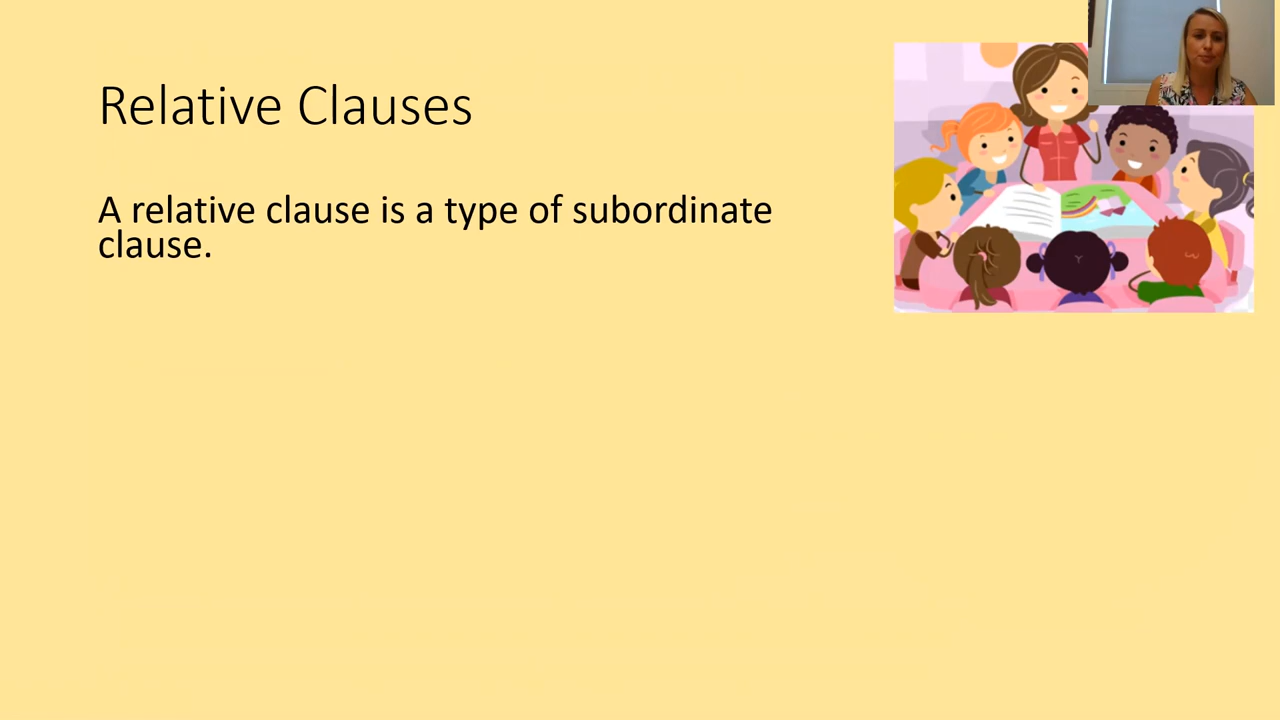 Relative Clauses
A relative clause is a type of subordinate
clause.